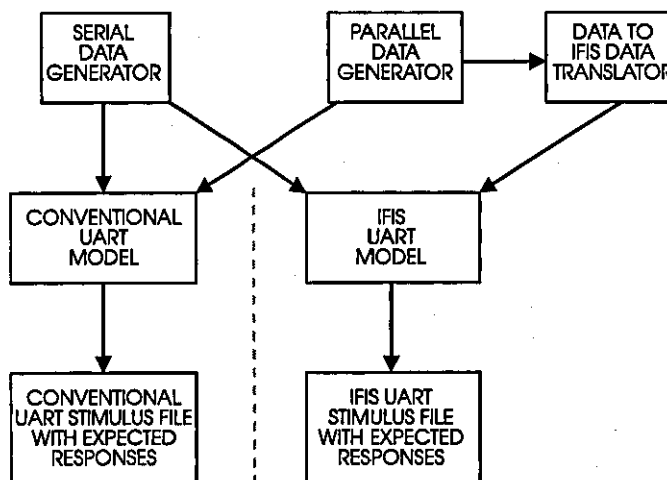 SERIAL
DATA
GENERATOR
PARALLEL
DATA
GENERATOR
DATA TO
IFIS DATA
TRANSLATOR
CONVENTIONAL
UART
MODEL
IFIS
UART
MODEL
CONVENTIONAL
UART STIMULUS FILE
WITH EXPECTED
RESPONSES
IFIS UART
STIMULUS FILE
WITH EXPECTED
RESPONSES